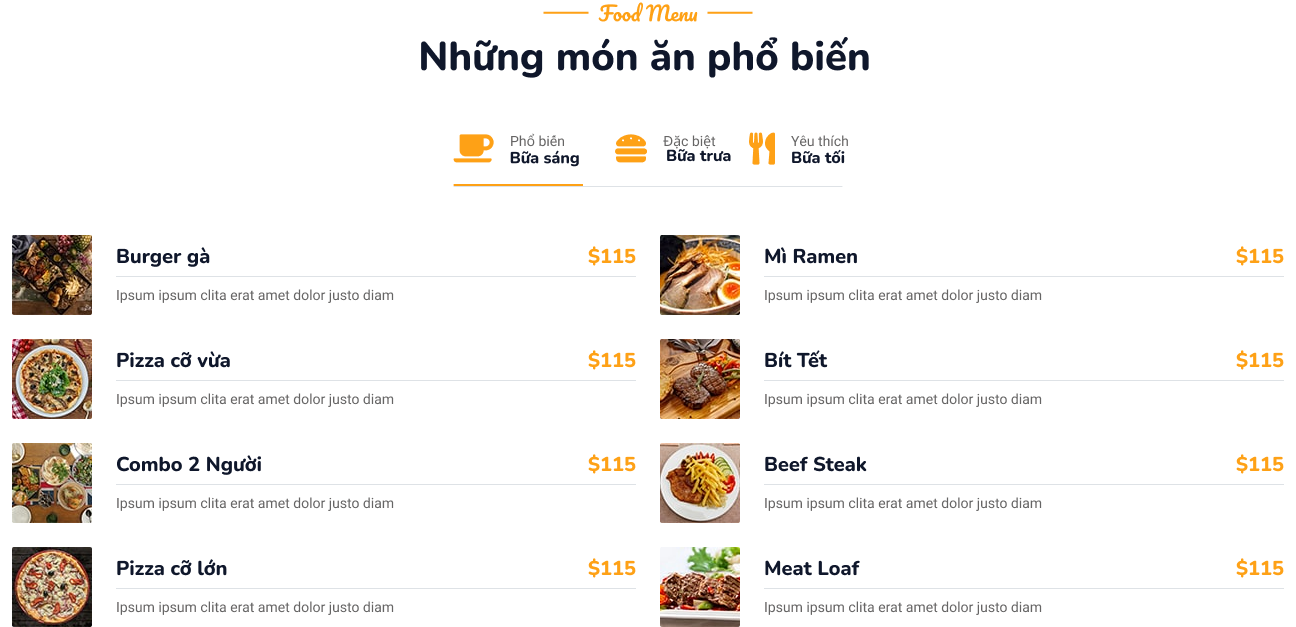 Food Menu
Những món ăn phổ biến
Phổ biến
Bữa sáng
Đặc biệt
Bữa trưa
Yêu thích
Bữa tối
Burger gà $115
Ipsum ipsum clita erat amet dolor justo diam
Pizza cỡ vừa $115
Ipsum ipsum clita erat amet dolor justo diam
Combo 2 Người $115
Ipsum ipsum clita erat amet dolor justo diam
Pizza cỡ lớn $115
Ipsum ipsum clita erat amet dolor justo diam
Mì Ramen $115
Ipsum ipsum clita erat amet dolor justo diam
Bít Tết $115
Ipsum ipsum clita erat amet dolor justo diam
Beef Steak $115
Ipsum ipsum clita erat amet dolor justo diam
Meat Loaf $115
Ipsum ipsum clita erat amet dolor justo diam